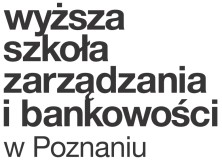 wyższa
szkoła
zarządzania
i bankowości
w Poznaniu